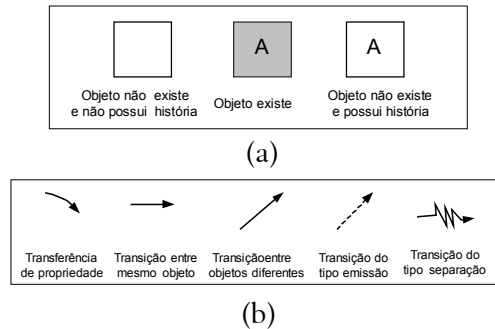 A A
Objeto não existe Objeto existe Objeto não existe
e não possui história e possui história
(a)
Transferência Transição entre Transiçãoentre Transição do Transição do
de propriedade mesmo objeto objetos diferentes tipo emissão tipo separação
(b)